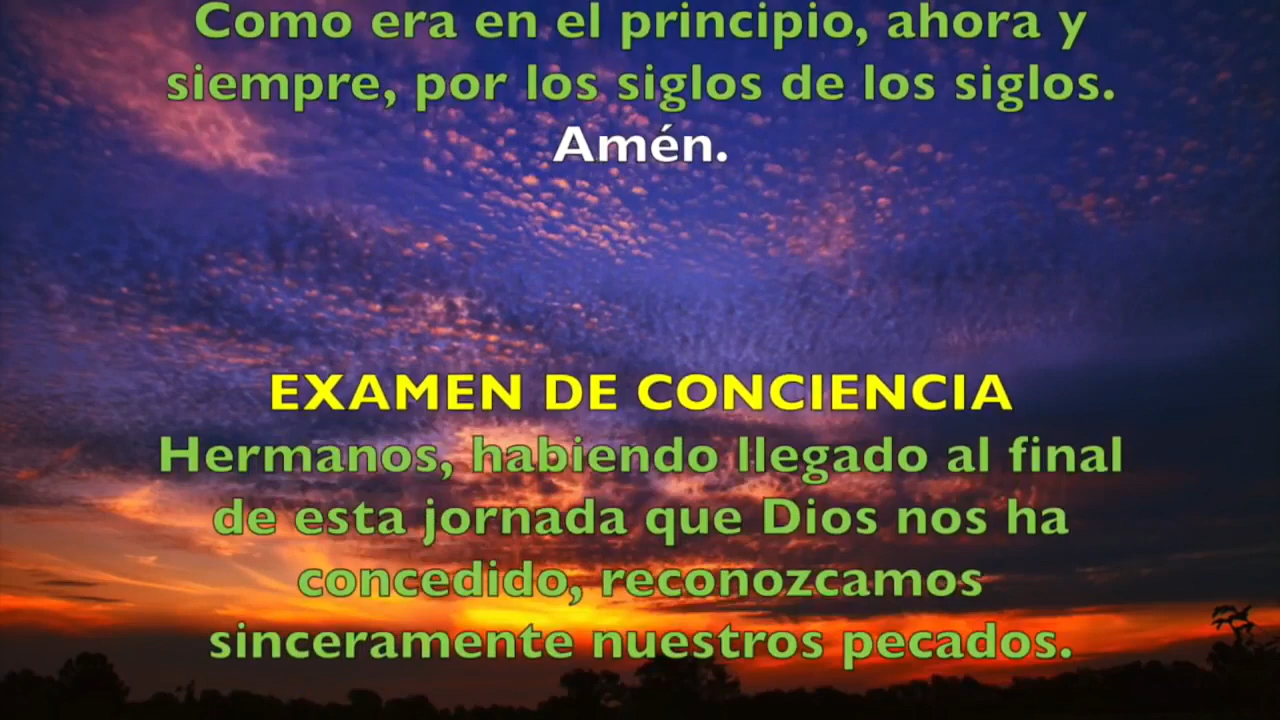 Como era en el principio, ahora y
siempre, por los siglos de los siglos.
Amén.
EXAMEN DE CONCIENCIA
Hermanos, habiendo llegado al final
de esta jornada que Dios nos ha
concedido, reconozcamos
sinceramente nuestros pecados.